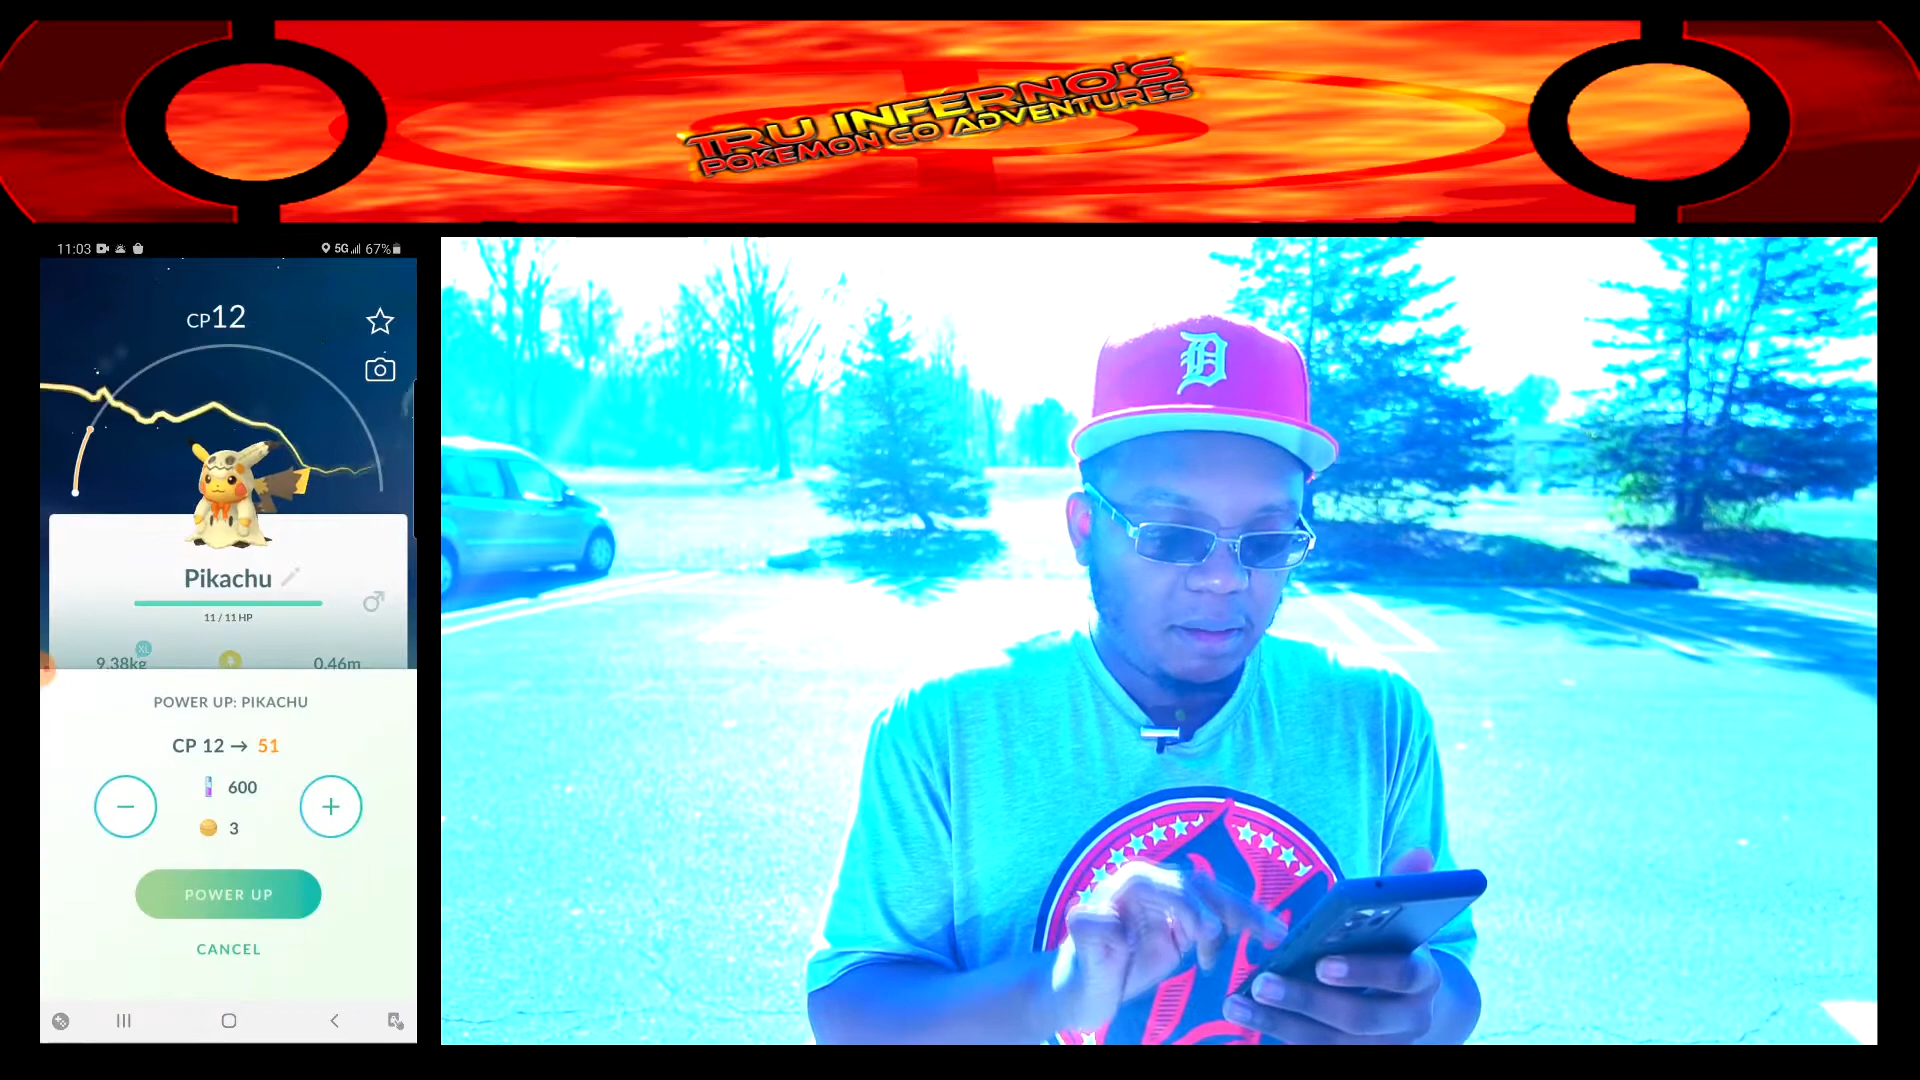 TRU INFERNO'S
POKEMON GO ADVENTURES
11:03
5G 67%
CP12
Pikachu
11 / 11 HP
XL
9.38kg
0.46m
POWER UP: PIKACHU
CP 12 → 51
600
3
POWER UP
CANCEL
D